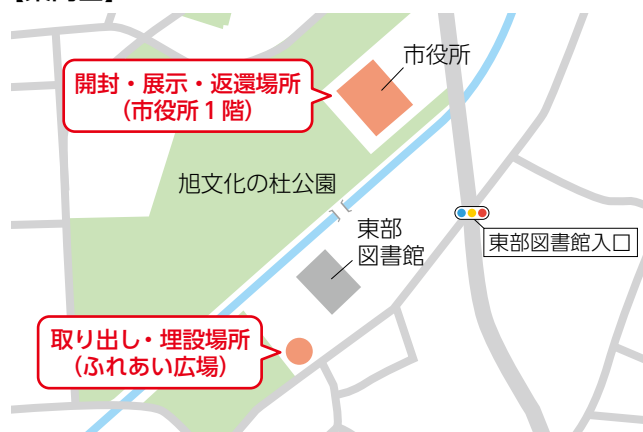 市役所
開封・展示・返還場所
（市役所１階）
旭文化の杜公園
東部
図書館
東部図書館入口
取り出し・埋設場所
（ふれあい広場）